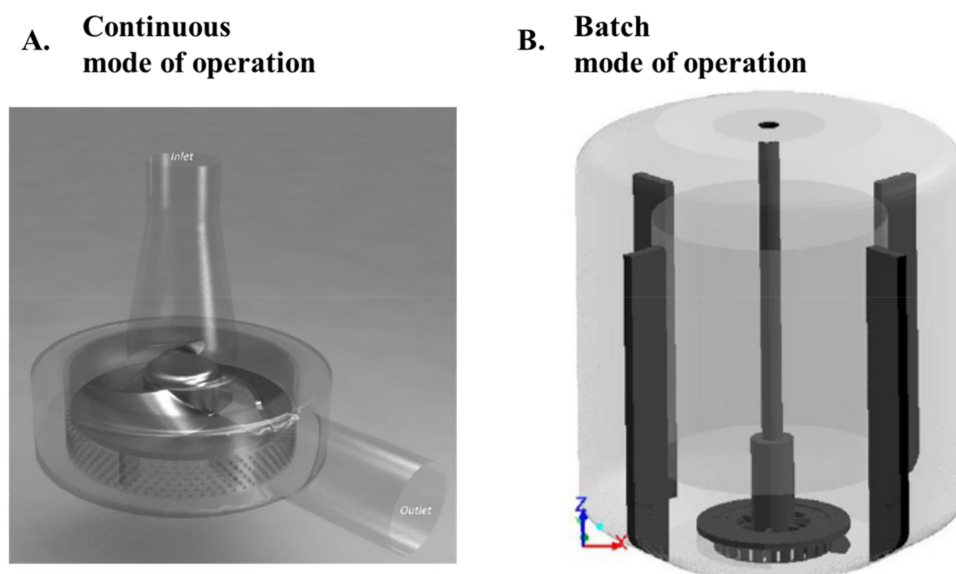 A. Continuous
mode of operation
B. Batch
mode of operation
Inlet
Outlet
Z
X